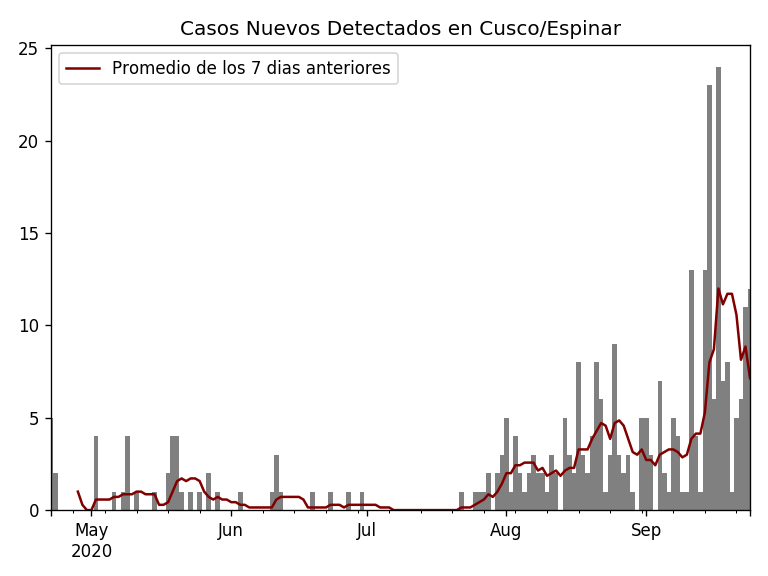 Casos Nuevos Detectados en Cusco/Espinar
Promedio de los 7 dias anteriores
25
20
15
10
5
0
May Jun Jul Aug Sep
2020